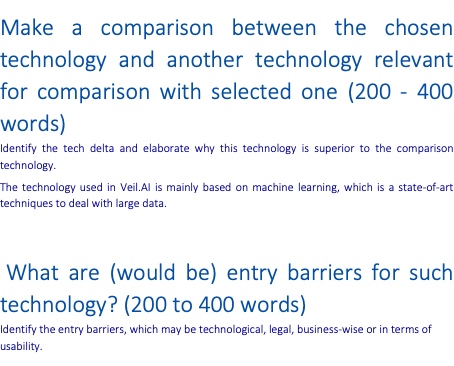 Make a comparison between the chosen
technology and another technology relevant
for comparison with selected one (200 - 400
words)
Identify the tech delta and elaborate why this technology is superior to the comparison
technology.
The technology used in Veil.AI is mainly based on machine learning, which is a state-of-art
techniques to deal with large data.
What are (would be) entry barriers for such
technology? (200 to 400 words)
Identify the entry barriers, which may be technological, legal, business-wise or in terms of
usability.